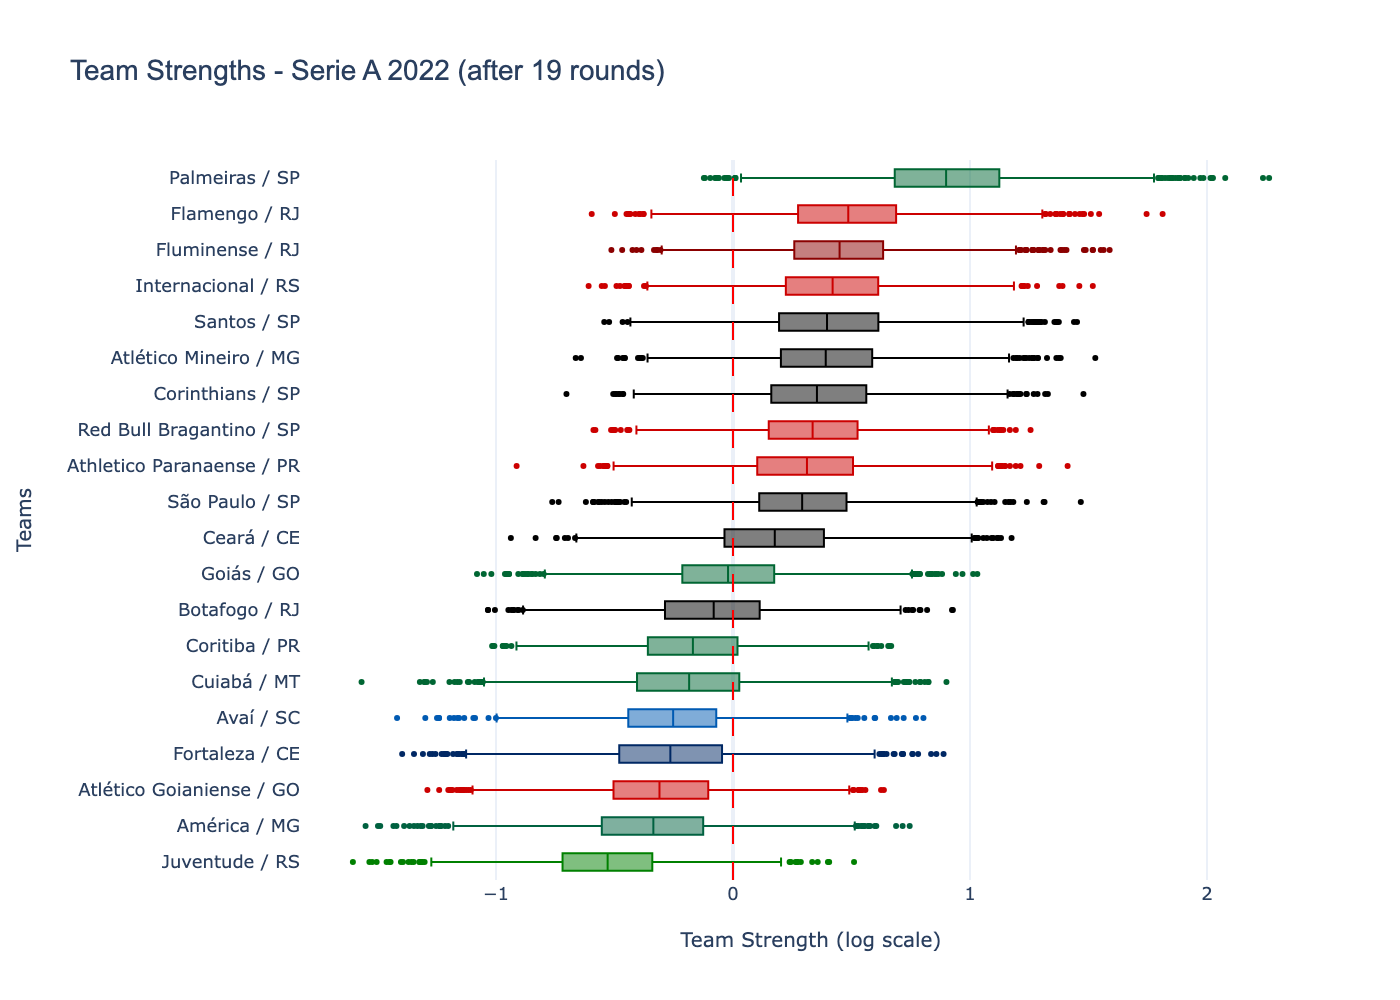 Team Strengths - Serie A 2022 (after 19 rounds)
Teams
Palmeiras / SP
Flamengo / RJ
Fluminense / RJ
Internacional / RS
Santos / SP
Atlético Mineiro / MG
Corinthians / SP
Red Bull Bragantino / SP
Athletico Paranaense / PR
São Paulo / SP
Ceará / CE
Goiás / GO
Botafogo / RJ
Coritiba / PR
Cuiabá / MT
Avaí / SC
Fortaleza / CE
Atlético Goianiense / GO
América / MG
Juventude / RS
−1 0 1 2
Team Strength (log scale)